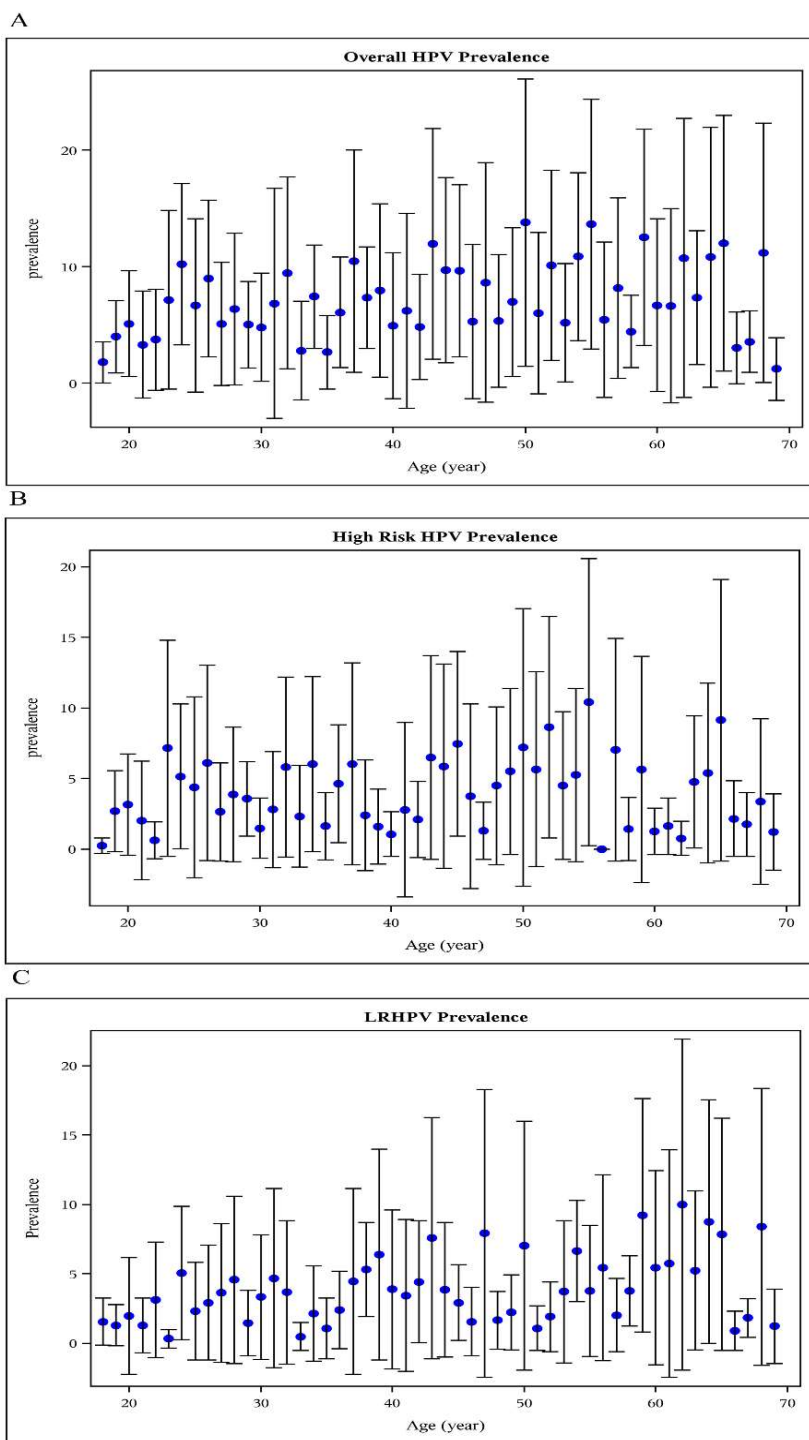 A
Overall HPV Prevalence
20
10
0
prevalence
20 30 40 50 60 70
Age (year)
B
High Risk HPV Prevalence
20
15
10
5
0
prevalence
20 30 40 50 60 70
Age (year)
C
LRHPV Prevalence
20
15
10
5
0
Prevalence
20 30 40 50 60 70
Age (year)